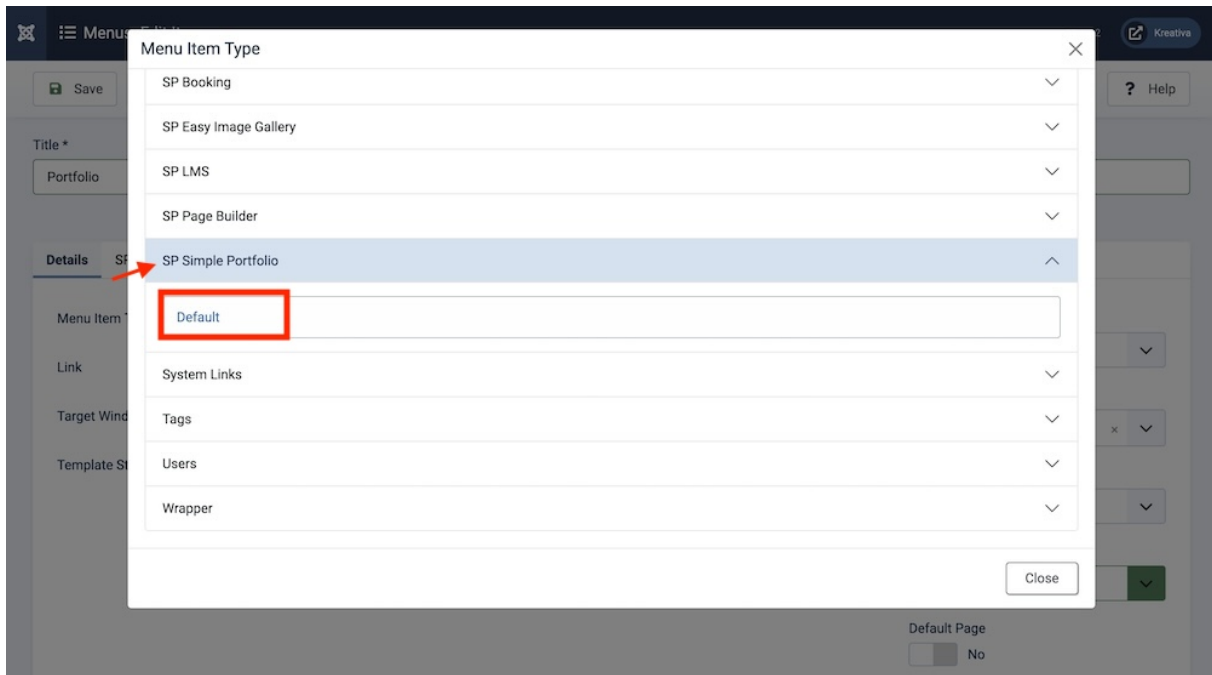 Menus
Menu Item Type
2
Kreativa
Save
SP Booking
Help
SP Easy Image Gallery
Title *
Portfolio
SP LMS
SP Page Builder
Details
SP Simple Portfolio
Default
Menu Item
Link
System Links
Target Wind
Tags
Template St
Users
Wrapper
Close
Default Page
No